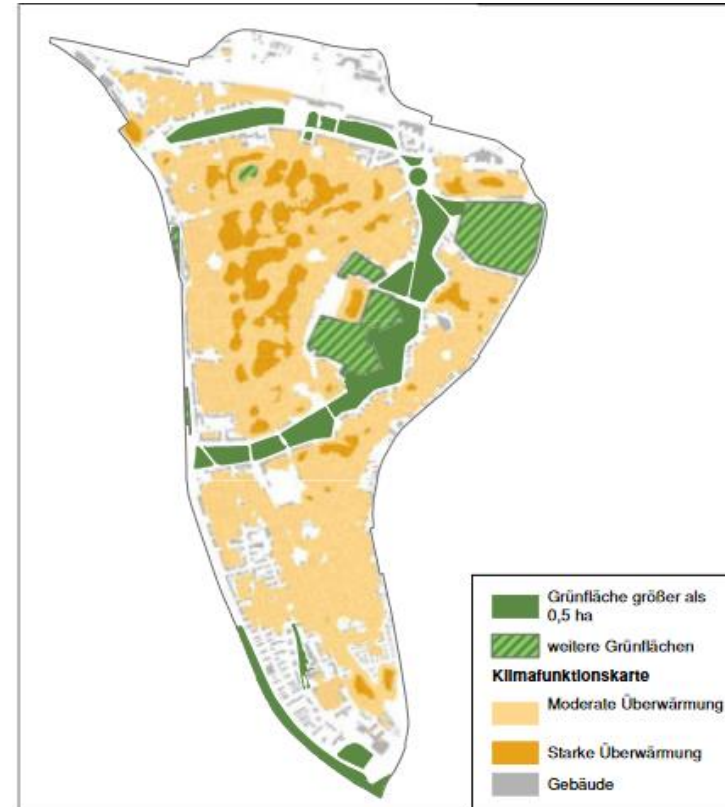 Grünfläche größer als
0,5 ha
weitere Grünflächen
Klimafunktionskarte
Moderate Überwärmung
Starke Überwärmung
Gebäude